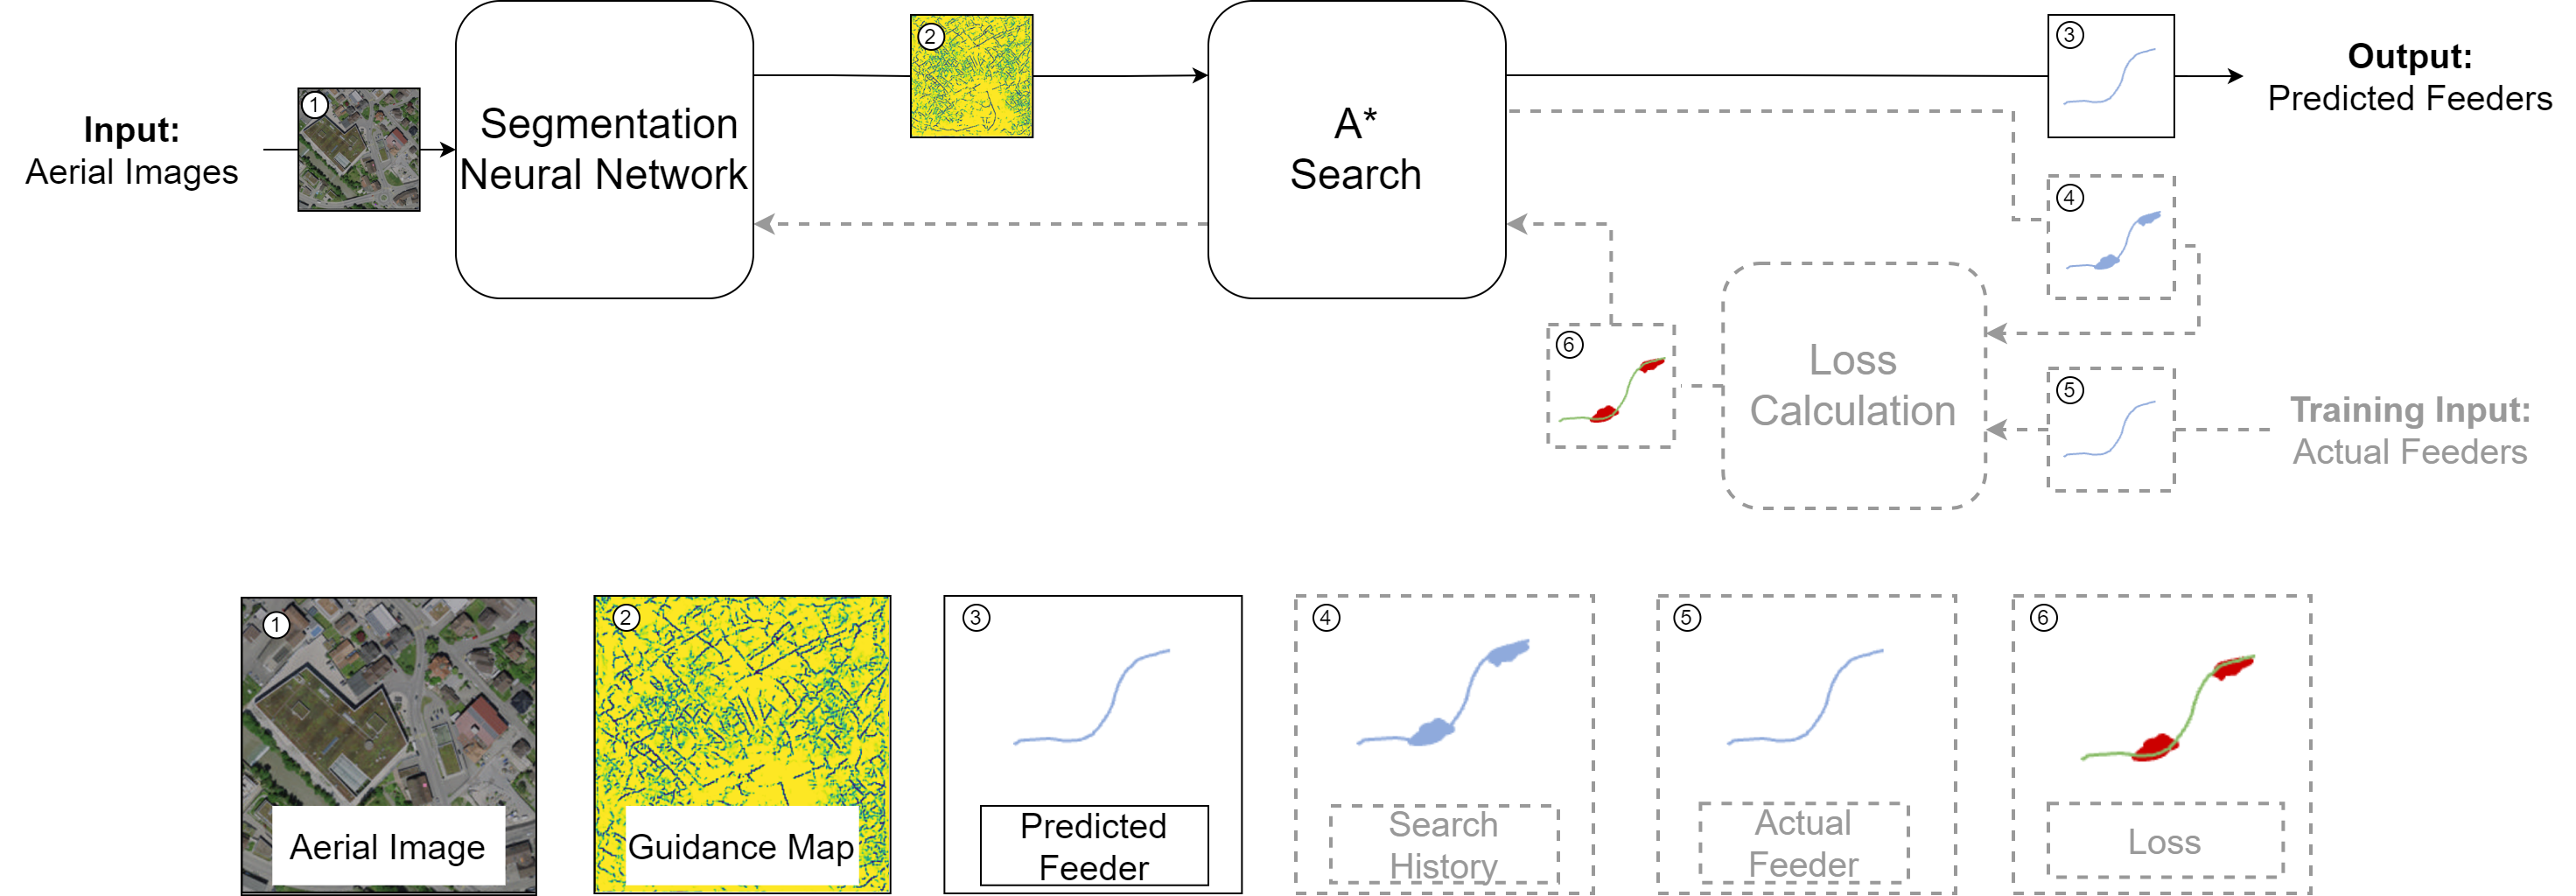 Input:
Aerial Images
1
Segmentation
Neural Network
2
A*
Search
3
Output:
Predicted Feeders
4
Loss
Calculation
5
Training Input:
Actual Feeders
6
1
Aerial Image
2
Guidance Map
3
Predicted
Feeder
4
Search
History
5
Actual
Feeder
6
Loss